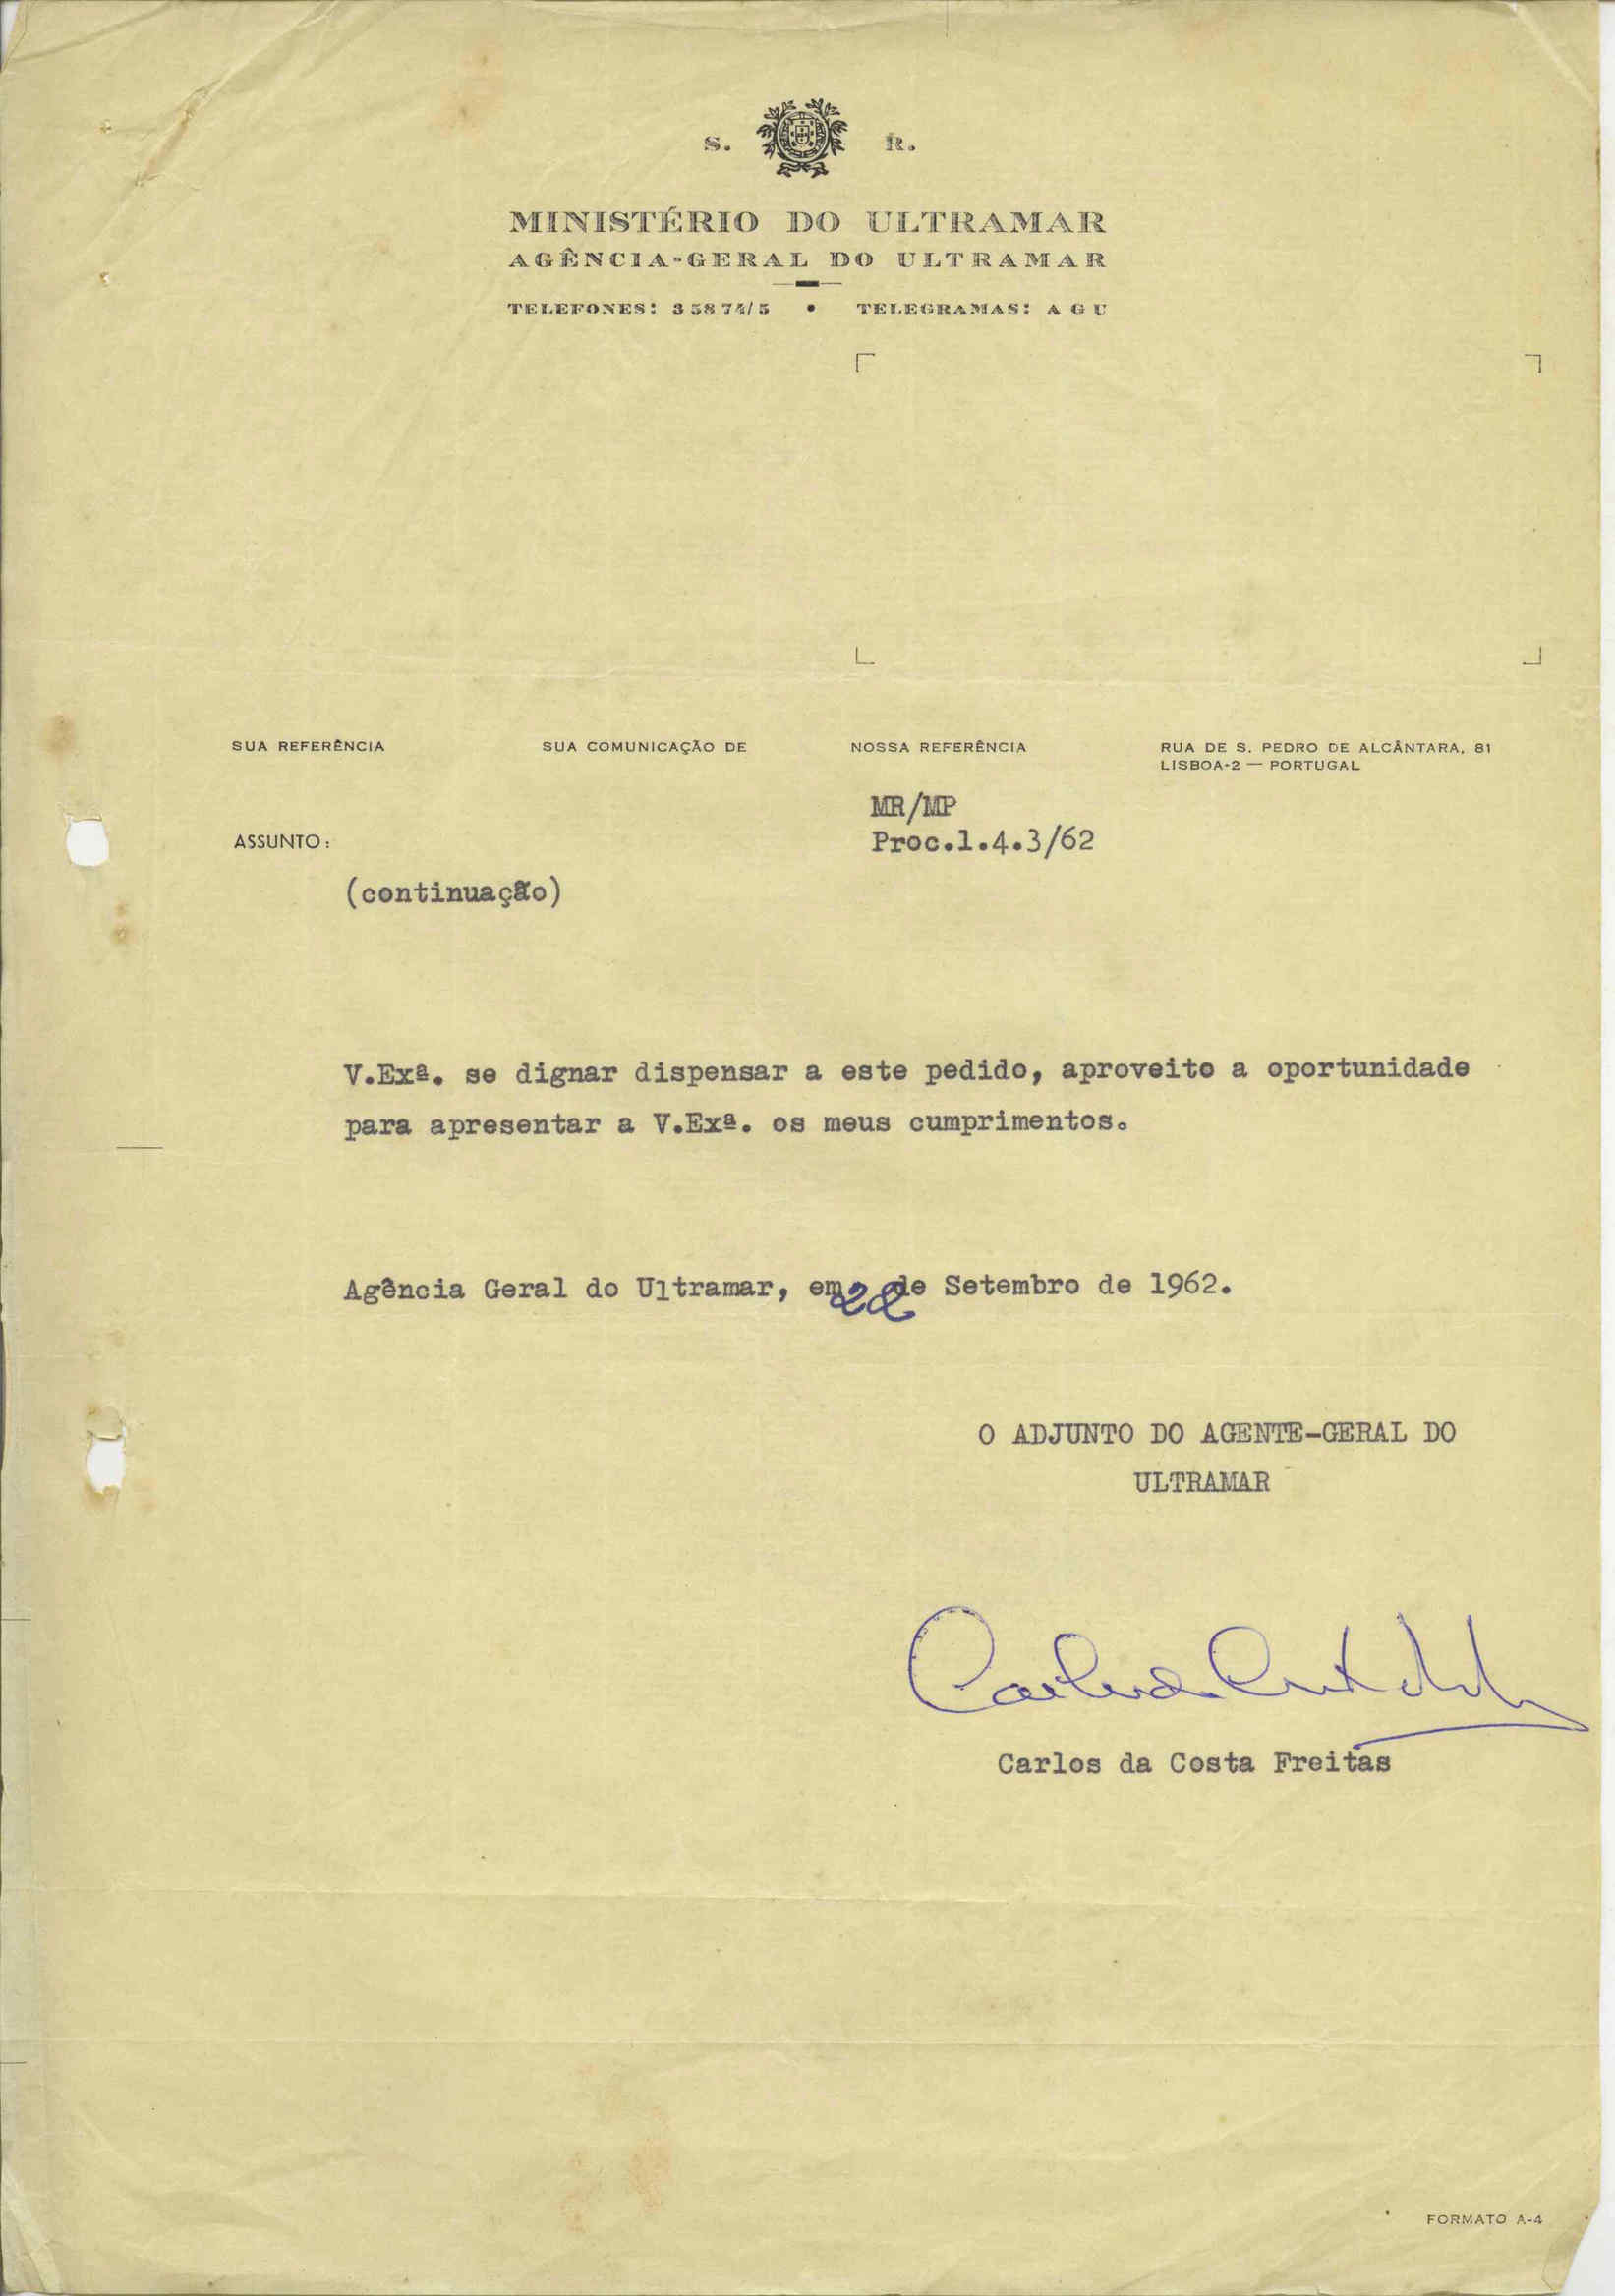 S. R.
MINISTÉRIO DO ULTRAMAR
AGÊNCIA-GERAL DO ULTRAMAR
TELEFONES: 35874/5 • TELEGRAMAS: AGU
SUA REFERÊNCIA SUA COMUNICAÇÃO DE NOSSA REFERÊNCIA RUA DE S. PEDRO DE ALCÂNTARA, 81
LISBOA-2 — PORTUGAL
MR/MP
ASSUNTO: Proc.1.4.3/62
(continuação)
V.Exª. se dignar dispensar a este pedido, aproveito a oportunidade
para apresentar a V.Exª. os meus cumprimentos.
Agência Geral do Ultramar, em 22 de Setembro de 1962.
O ADJUNTO DO AGENTE-GERAL DO
ULTRAMAR
Carlos da Costa Freitas
FORMATO A-4